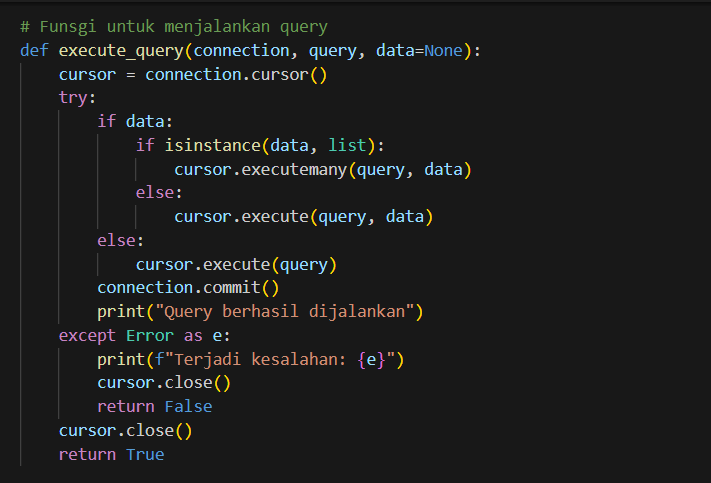 # Funsgi untuk menjalankan query
def execute_query(connection, query, data=None):
    cursor = connection.cursor()
    try:
        if data:
            if isinstance(data, list):
                cursor.executemany(query, data)
            else:
                cursor.execute(query, data)
        else:
            cursor.execute(query)
        connection.commit()
        print("Query berhasil dijalankan")
    except Error as e:
        print(f"Terjadi kesalahan: {e}")
        cursor.close()
        return False
    cursor.close()
    return True